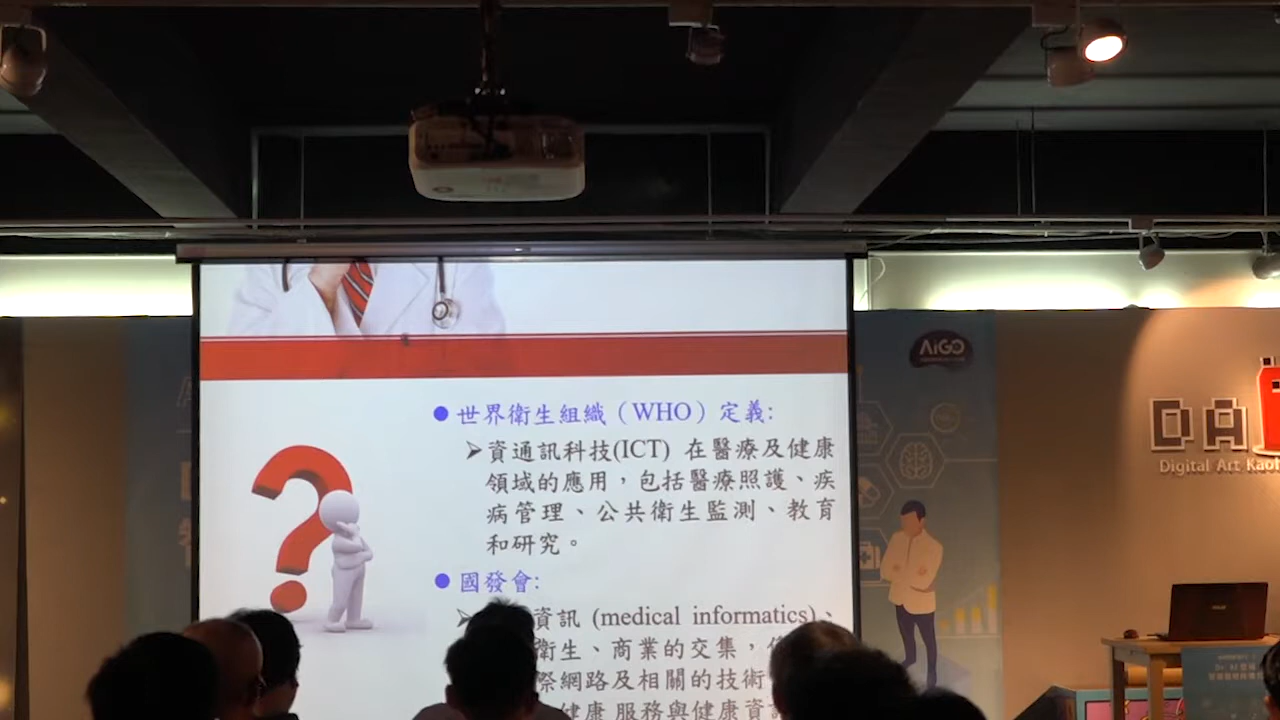 AiGO
DA
Digital Art Kaoh
世界衛生組織（WHO）定義:
資通訊科技(ICT) 在醫療及健康
領域的應用，包括醫療照護、疾
病管理、公共衛生監測、教育
和研究。
國發會:
資訊 (medical informatics)、
衛生、商業的交集，
際網路及相關的技術
健康 服務與健康資訊